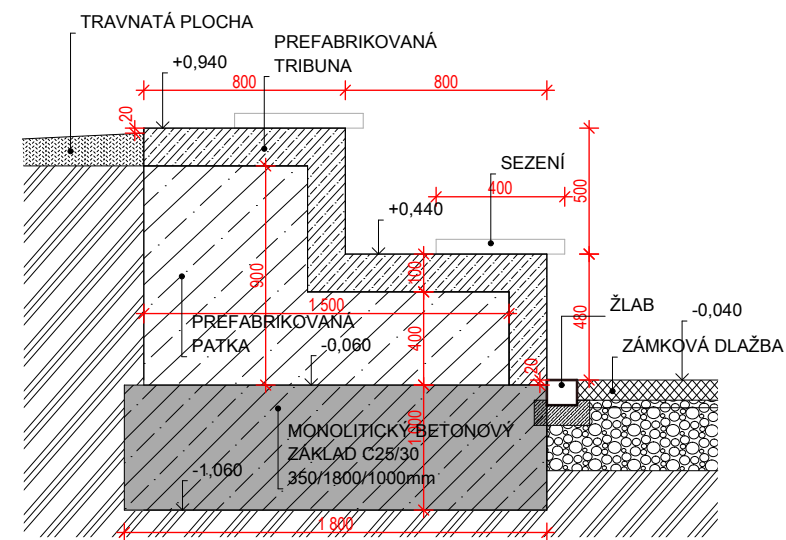 TRAVNATÁ PLOCHA
PREFABRIKOVANÁ
TRIBUNA
+0,940
800
800
20
SEZENÍ
400
500
+0,440
100
900
1 500
480
ŽLAB
-0,040
PREFABRIKOVANÁ
PATKA
-0,060
400
20
ZÁMKOVÁ DLAŽBA
MONOLITICKÝ BETONOVÝ
ZÁKLAD C25/30
350/1800/1000mm
1 000
-1,060
1 800